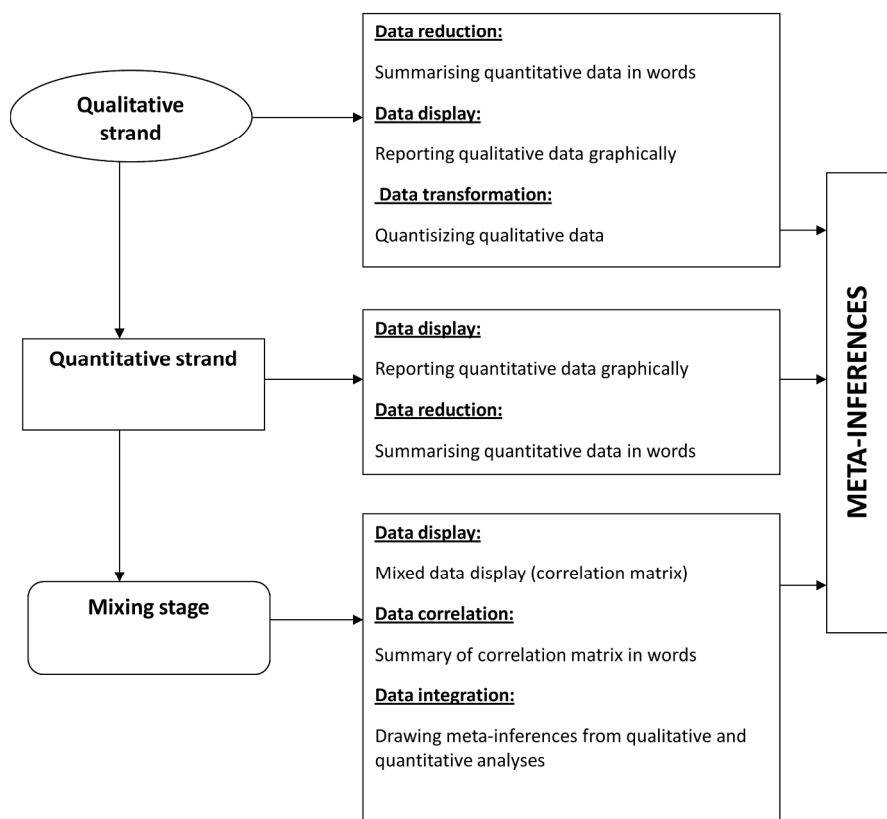 Qualitative
strand
Data reduction:
Summarising quantitative data in words
Data display:
Reporting qualitative data graphically
Data transformation:
Quantisizing qualitative data
Quantitative strand
Data display:
Reporting quantitative data graphically
Data reduction:
Summarising quantitative data in words
Mixing stage
Data display:
Mixed data display (correlation matrix)
Data correlation:
Summary of correlation matrix in words
Data integration:
Drawing meta-inferences from qualitative and
quantitative analyses
META-INFERENCES